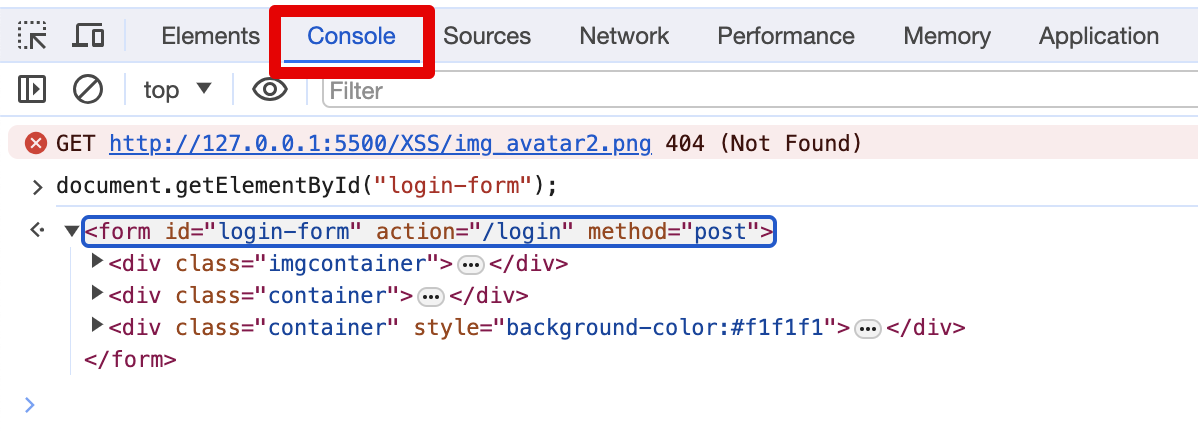 Elements Console Sources Network Performance Memory Application
top Filter
GET http://127.0.0.1:5500/XSS/img_avatar2.png 404 (Not Found)
document.getElementById("login-form");
<form id="login-form" action="/login" method="post">
<div class="imgcontainer">…</div>
<div class="container">…</div>
<div class="container" style="background-color:#f1f1f1">…</div>
</form>